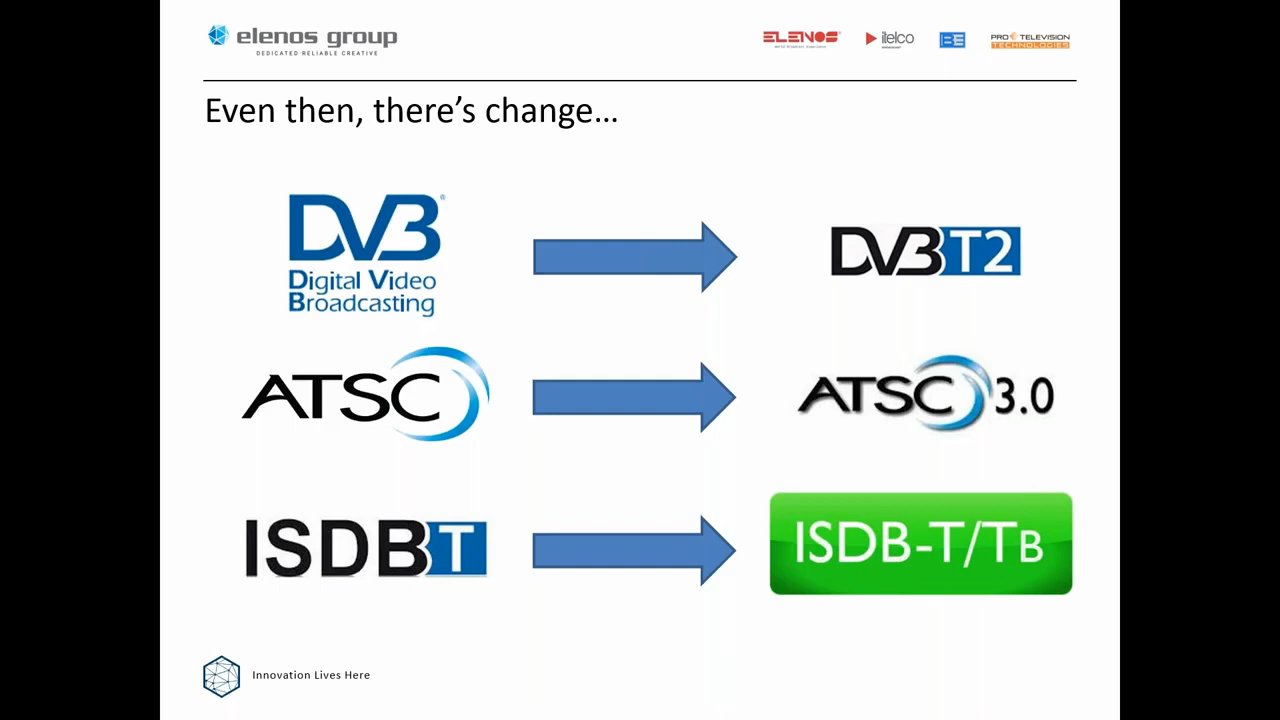 elenos group
DEDICATED RELIABLE CREATIVE
ELENOS
itelco
BE
PRO TELEVISION
TECHNOLOGIES
Even then, there’s change…
DVB®
Digital Video
Broadcasting
DVB T2
ATSC
ATSC 3.0
ISDB T
ISDB-T/TB
Innovation Lives Here